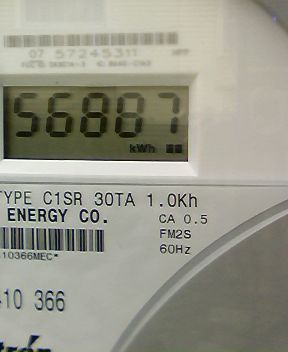 07 57245311
56887
kWh
TYPE C1SR 30TA 1.0Kh
ENERGY CO.
CA 0.5
FM2S
60Hz
10366MEC*
10 366